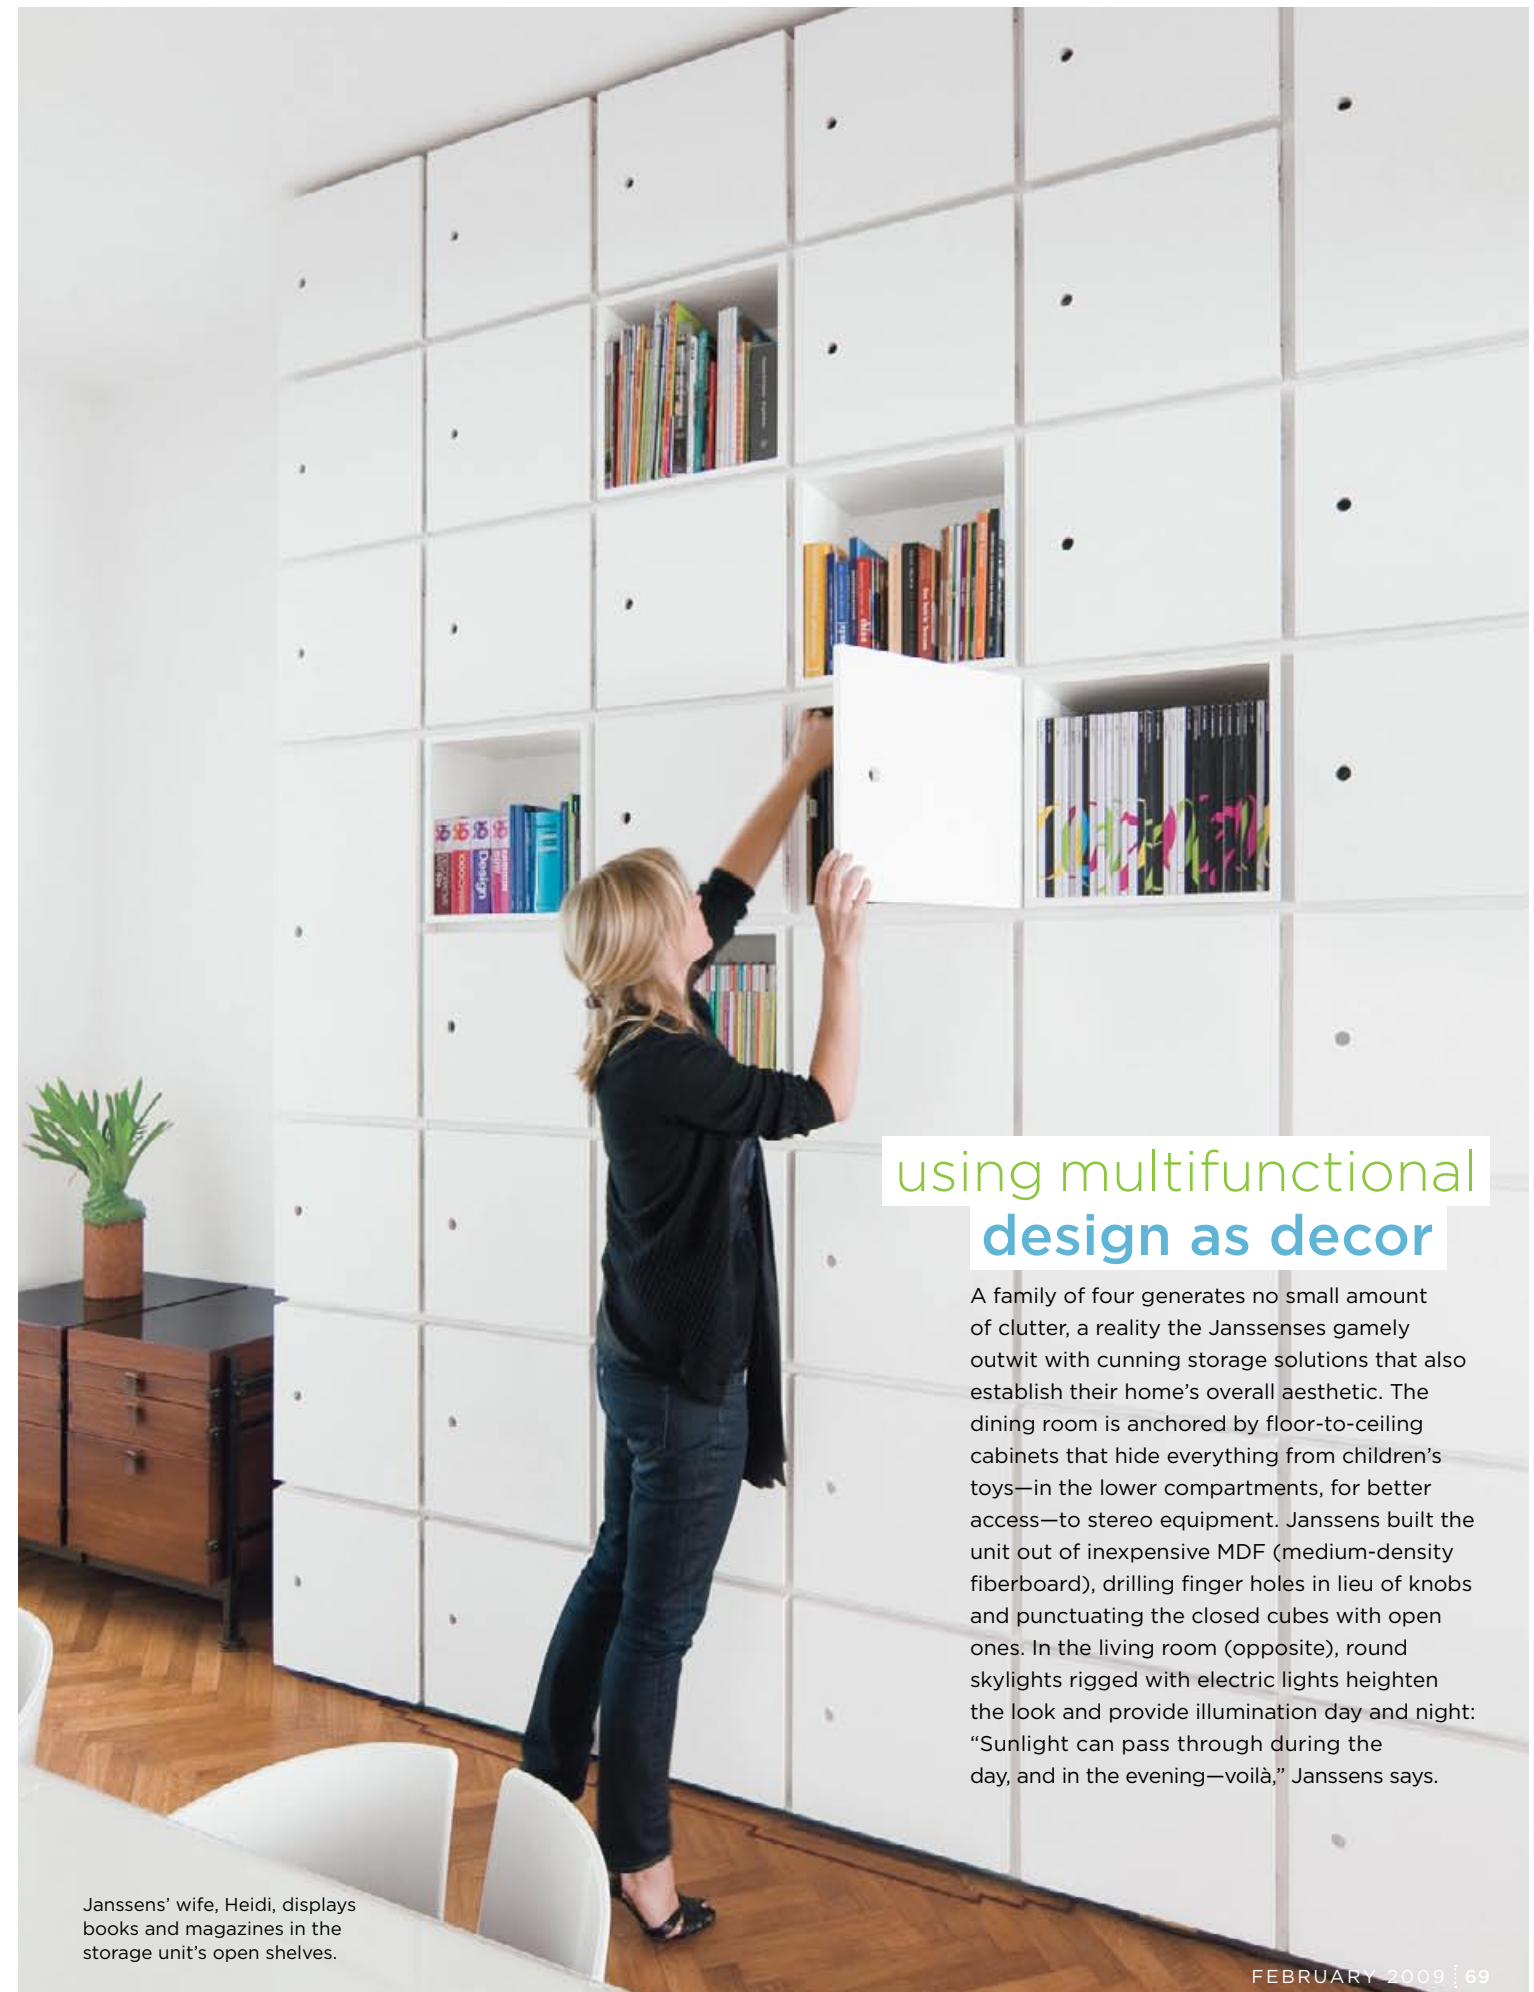 using multifunctional
design as decor
A family of four generates no small amount
of clutter, a reality the Janssenses gamely
outwit with cunning storage solutions that also
establish their home’s overall aesthetic. The
dining room is anchored by floor-to-ceiling
cabinets that hide everything from children’s
toys—in the lower compartments, for better
access—to stereo equipment. Janssens built the
unit out of inexpensive MDF (medium-density
fiberboard), drilling finger holes in lieu of knobs
and punctuating the closed cubes with open
ones. In the living room (opposite), round
skylights rigged with electric lights heighten
the look and provide illumination day and night:
“Sunlight can pass through during the
day, and in the evening—voilà,” Janssens says.
Janssens’ wife, Heidi, displays
books and magazines in the
storage unit’s open shelves.
FEBRUARY 2009 69
Design